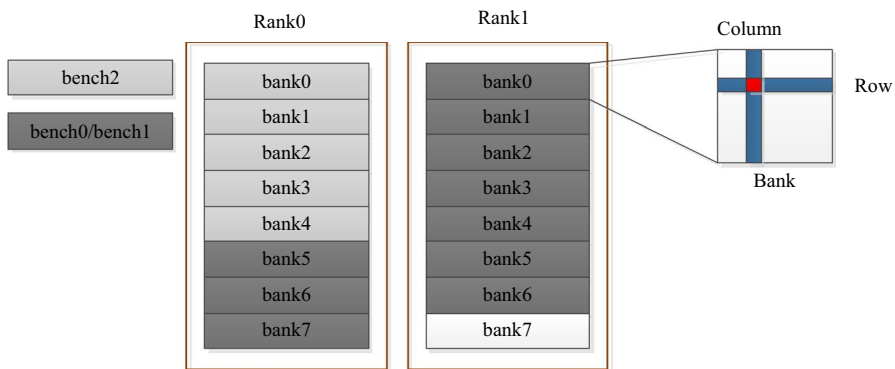 Rank0
Rank1
Column
bench2
bench0/bench1
bank0
bank1
bank2
bank3
bank4
bank5
bank6
bank7
bank0
bank1
bank2
bank3
bank4
bank5
bank6
bank7
Row
Bank